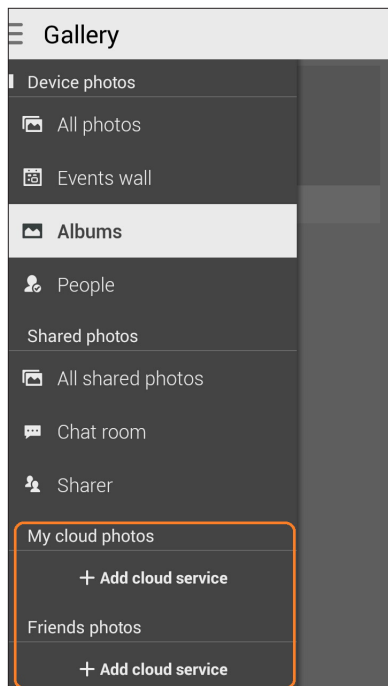 Gallery
Device photos
All photos
Events wall
Albums
People
Shared photos
All shared photos
Chat room
Sharer
My cloud photos
+ Add cloud service
Friends photos
+ Add cloud service